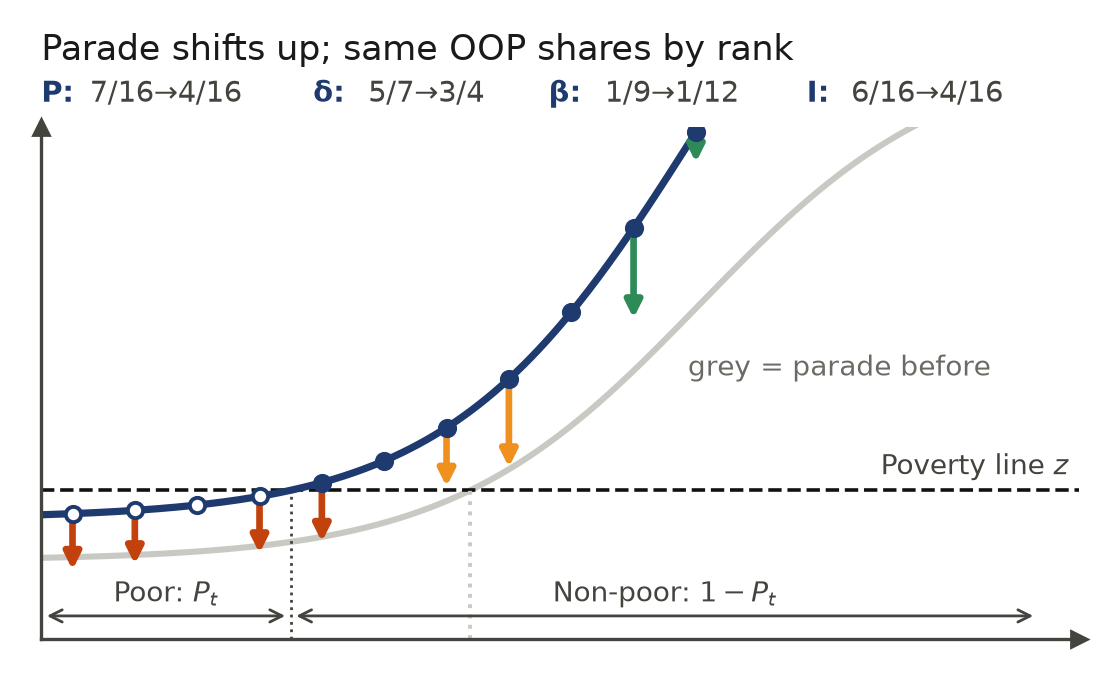 Parade shifts up; same OOP shares by rank
P: 7/16→4/16 δ: 5/7→3/4 β: 1/9→1/12 I: 6/16→4/16
grey = parade before
Poverty line z
Poor: Pₜ
Non-poor: 1 − Pₜ